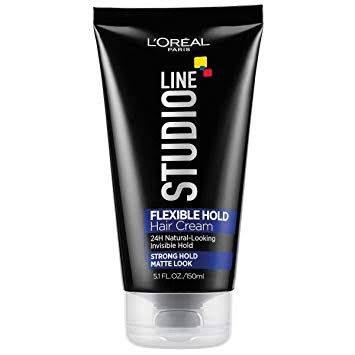 L'ORÉAL
PARIS
STUDIO LINE
FLEXIBLE HOLD
Hair Cream
24H Natural-Looking
Invisible Hold
STRONG HOLD
MATTE LOOK
5.1 FL.OZ./150ml